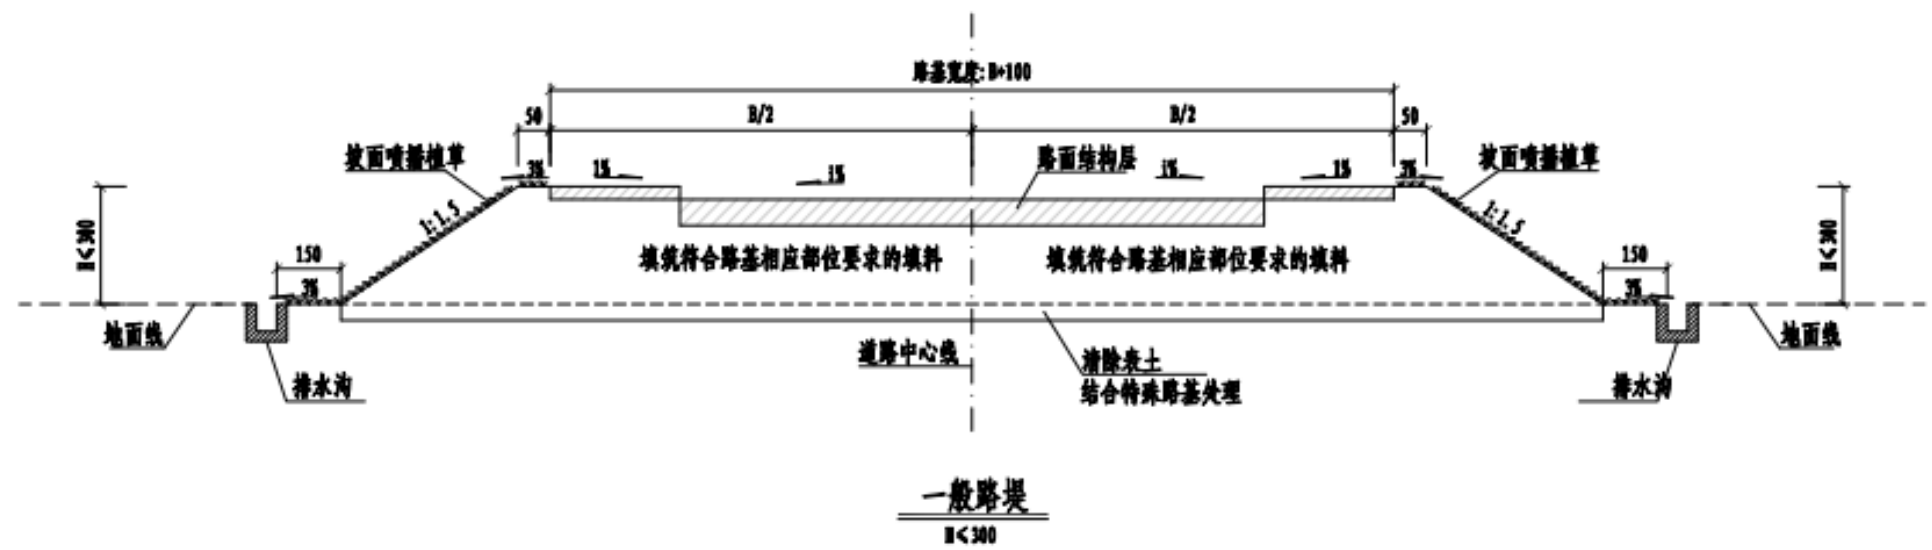 路基宽度:B+100
50
B/2
B/2
50
坡面喷播植草
3%
1%
i%
路面结构层
i%
1%
3%
坡面喷播植草
H<300
1:1.5
1:1.5
H<300
150
填筑符合路基相应部位要求的填料
填筑符合路基相应部位要求的填料
150
3%
3%
地面线
排水沟
道路中心线
清除表土
结合特殊路基处理
排水沟
地面线
一般路堤
H<300